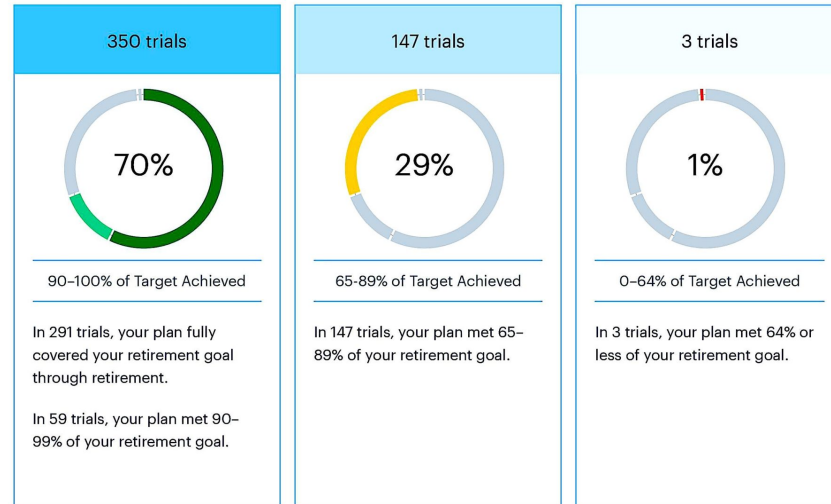 350 trials
70%
90–100% of Target Achieved
In 291 trials, your plan fully
covered your retirement goal
through retirement.
In 59 trials, your plan met 90–
99% of your retirement goal.
147 trials
29%
65-89% of Target Achieved
In 147 trials, your plan met 65–
89% of your retirement goal.
3 trials
1%
0–64% of Target Achieved
In 3 trials, your plan met 64% or
less of your retirement goal.